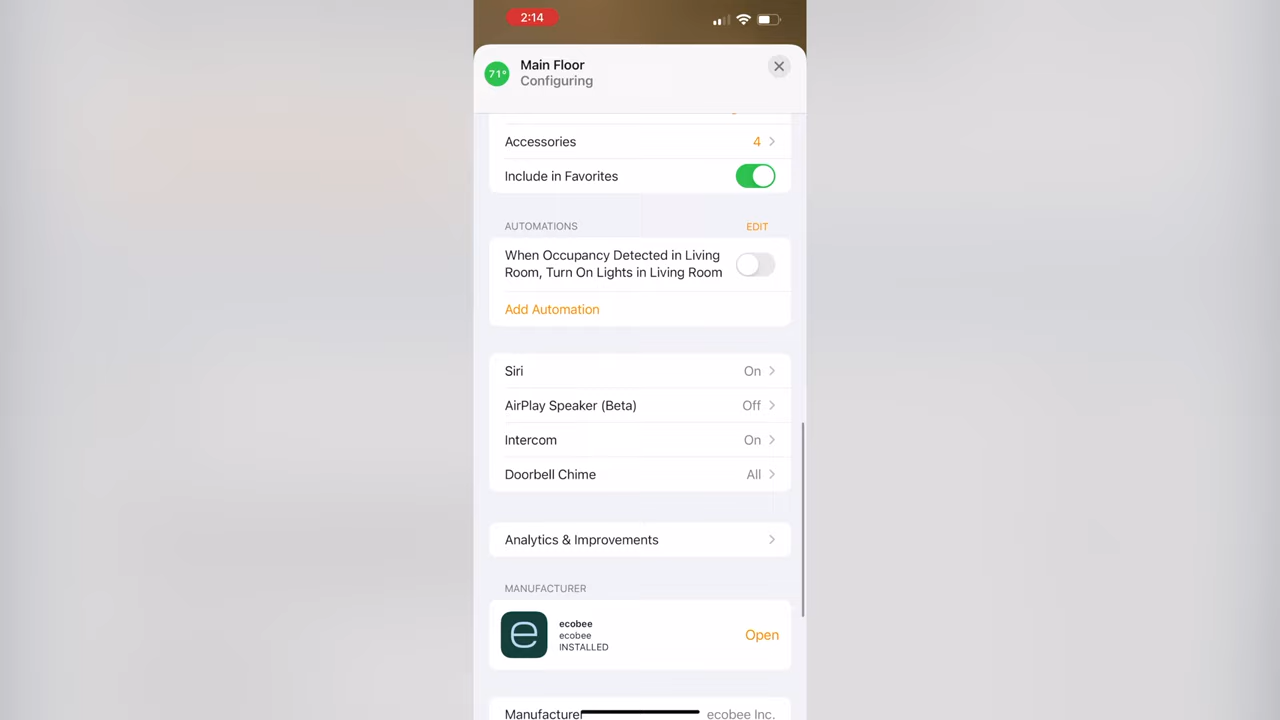 2:14
71°
Main Floor
Configuring
Accessories 4
Include in Favorites
AUTOMATIONS EDIT
When Occupancy Detected in Living
Room, Turn On Lights in Living Room
Add Automation
Siri On
AirPlay Speaker (Beta) Off
Intercom On
Doorbell Chime All
Analytics & Improvements
MANUFACTURER
e
ecobee
ecobee
INSTALLED
Open
Manufacturer ecobee Inc.